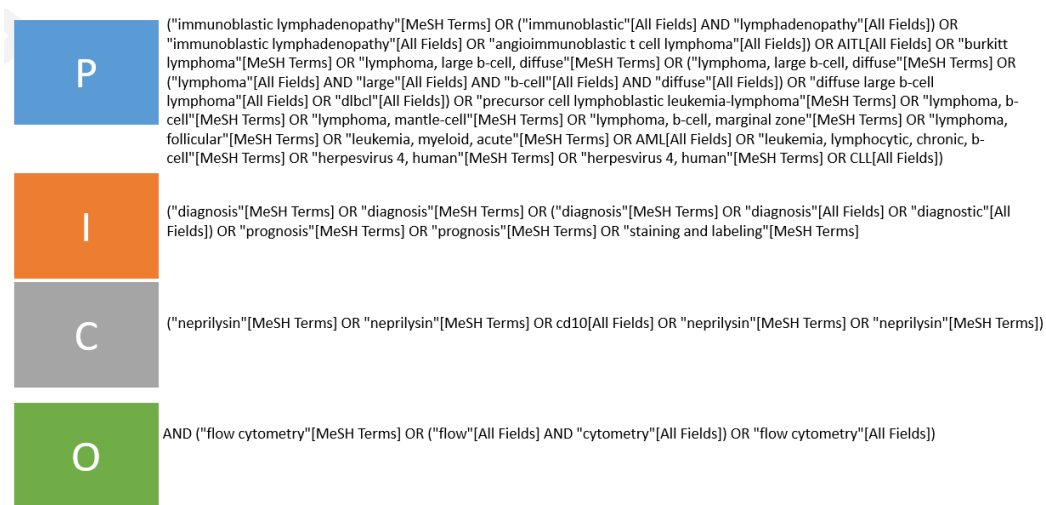 P
("immunoblastic lymphadenopathy"[MeSH Terms] OR ("immunoblastic"[All Fields] AND "lymphadenopathy"[All Fields]) OR
"immunoblastic lymphadenopathy"[All Fields] OR "angioimmunoblastic t cell lymphoma"[All Fields]) OR AITL[All Fields] OR "burkitt
lymphoma"[MeSH Terms] OR "lymphoma, large b-cell, diffuse"[MeSH Terms] OR ("lymphoma, large b-cell, diffuse"[MeSH Terms] OR
("lymphoma"[All Fields] AND "large"[All Fields] AND "b-cell"[All Fields] AND "diffuse"[All Fields]) OR "diffuse large b-cell
lymphoma"[All Fields] OR "dlbcl"[All Fields]) OR "precursor cell lymphoblastic leukemia-lymphoma"[MeSH Terms] OR "lymphoma, b-
cell"[MeSH Terms] OR "lymphoma, mantle-cell"[MeSH Terms] OR "lymphoma, b-cell, marginal zone"[MeSH Terms] OR "lymphoma,
follicular"[MeSH Terms] OR "leukemia, myeloid, acute"[MeSH Terms] OR AML[All Fields] OR "leukemia, lymphocytic, chronic, b-
cell"[MeSH Terms] OR "herpesvirus 4, human"[MeSH Terms] OR "herpesvirus 4, human"[MeSH Terms] OR CLL[All Fields])
I
("diagnosis"[MeSH Terms] OR "diagnosis"[MeSH Terms] OR ("diagnosis"[MeSH Terms] OR "diagnosis"[All Fields] OR "diagnostic"[All
Fields]) OR "prognosis"[MeSH Terms] OR "prognosis"[MeSH Terms] OR "staining and labeling"[MeSH Terms]
C
("neprilysin"[MeSH Terms] OR "neprilysin"[MeSH Terms] OR cd10[All Fields] OR "neprilysin"[MeSH Terms] OR "neprilysin"[MeSH Terms])
O
AND ("flow cytometry"[MeSH Terms] OR ("flow"[All Fields] AND "cytometry"[All Fields]) OR "flow cytometry"[All Fields])